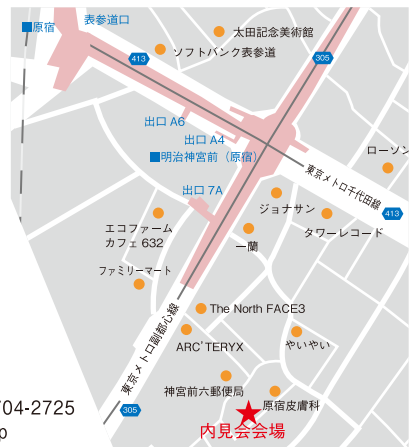 太田記念美術館
表参道口
原宿
ソフトバンク表参道
413
305
出口 A6
出口 A4
明治神宮前（原宿）
ローソン
東京メトロ千代田線
出口 7A
ジョナサン
413
タワーレコード
エコファーム
カフェ 632
一蘭
ファミリーマート
The North FACE3
東京メトロ副都心線
ARC'TERYX
やいやい
神宮前六郵便局
原宿皮膚科
704-2725
305
内見会会場
p